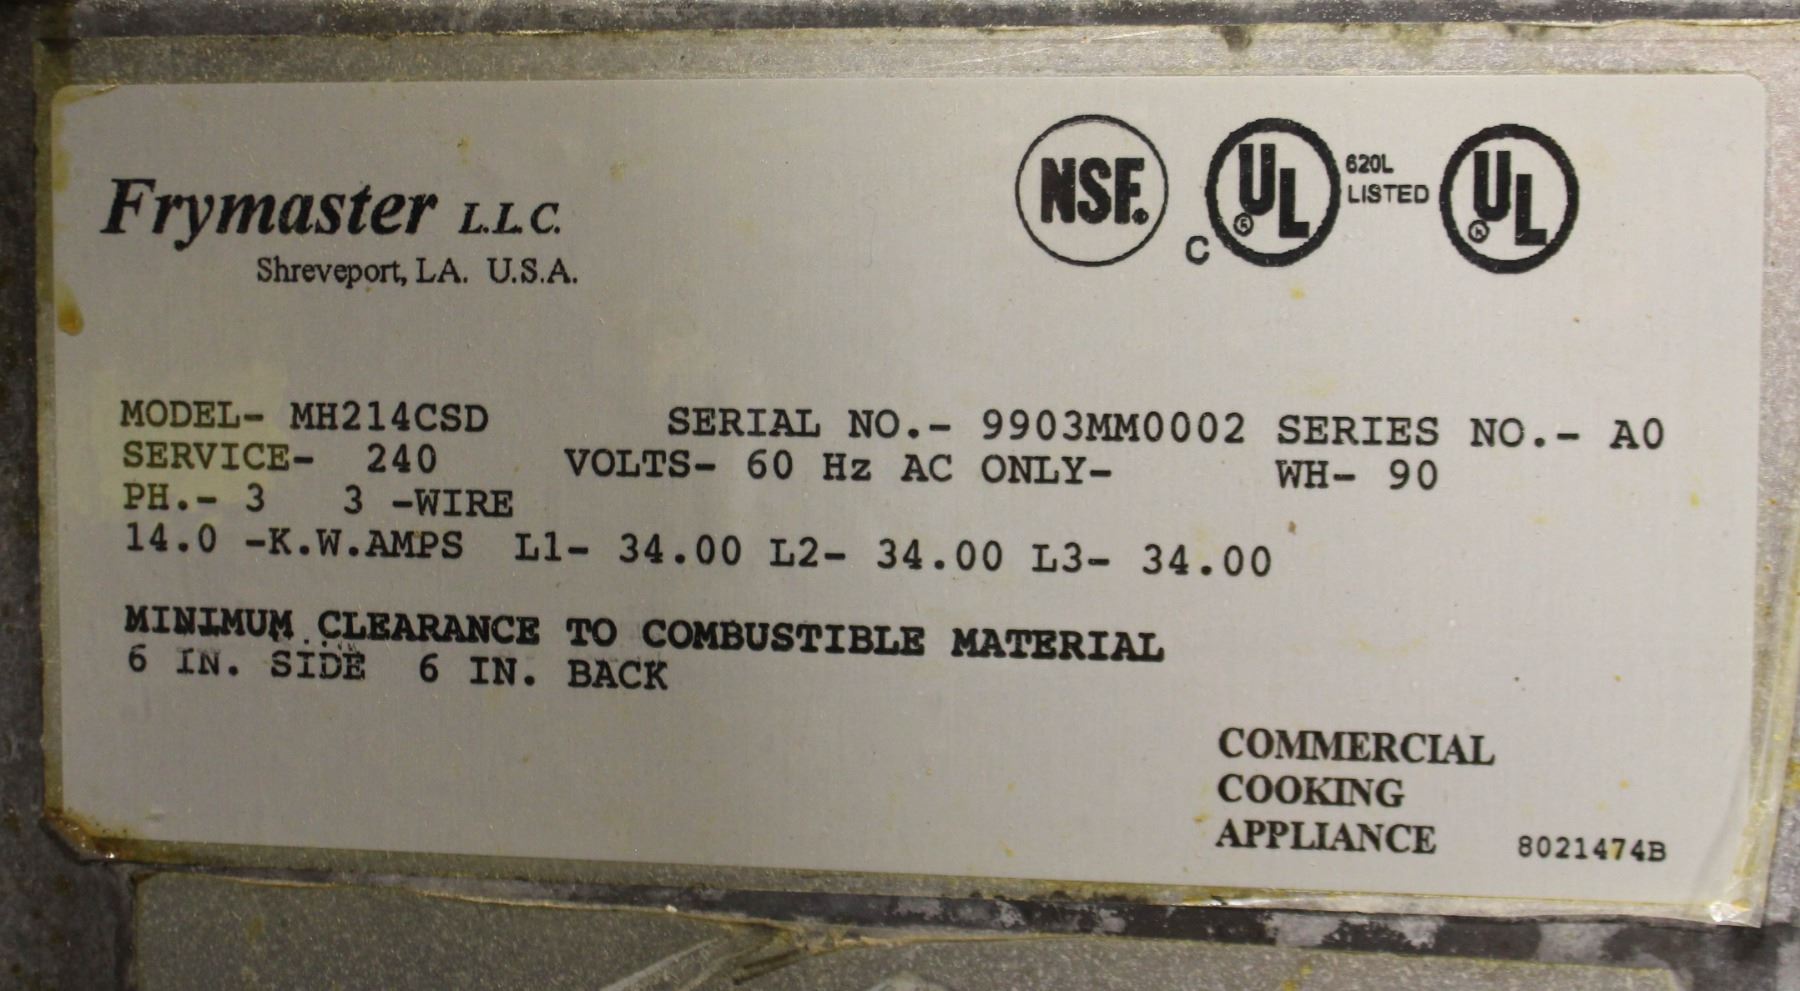 Frymaster L.L.C.
Shreveport, LA. U.S.A.
NSF®
C UL® 620L
LISTED
UL®
MODEL- MH214CSD SERIAL NO.- 9903MM0002 SERIES NO.- A0
SERVICE- 240 VOLTS- 60 Hz AC ONLY- WH- 90
PH.- 3 3 -WIRE
14.0 -K.W.AMPS L1- 34.00 L2- 34.00 L3- 34.00
MINIMUM CLEARANCE TO COMBUSTIBLE MATERIAL
6 IN. SIDE 6 IN. BACK
COMMERCIAL
COOKING
APPLIANCE 8021474B